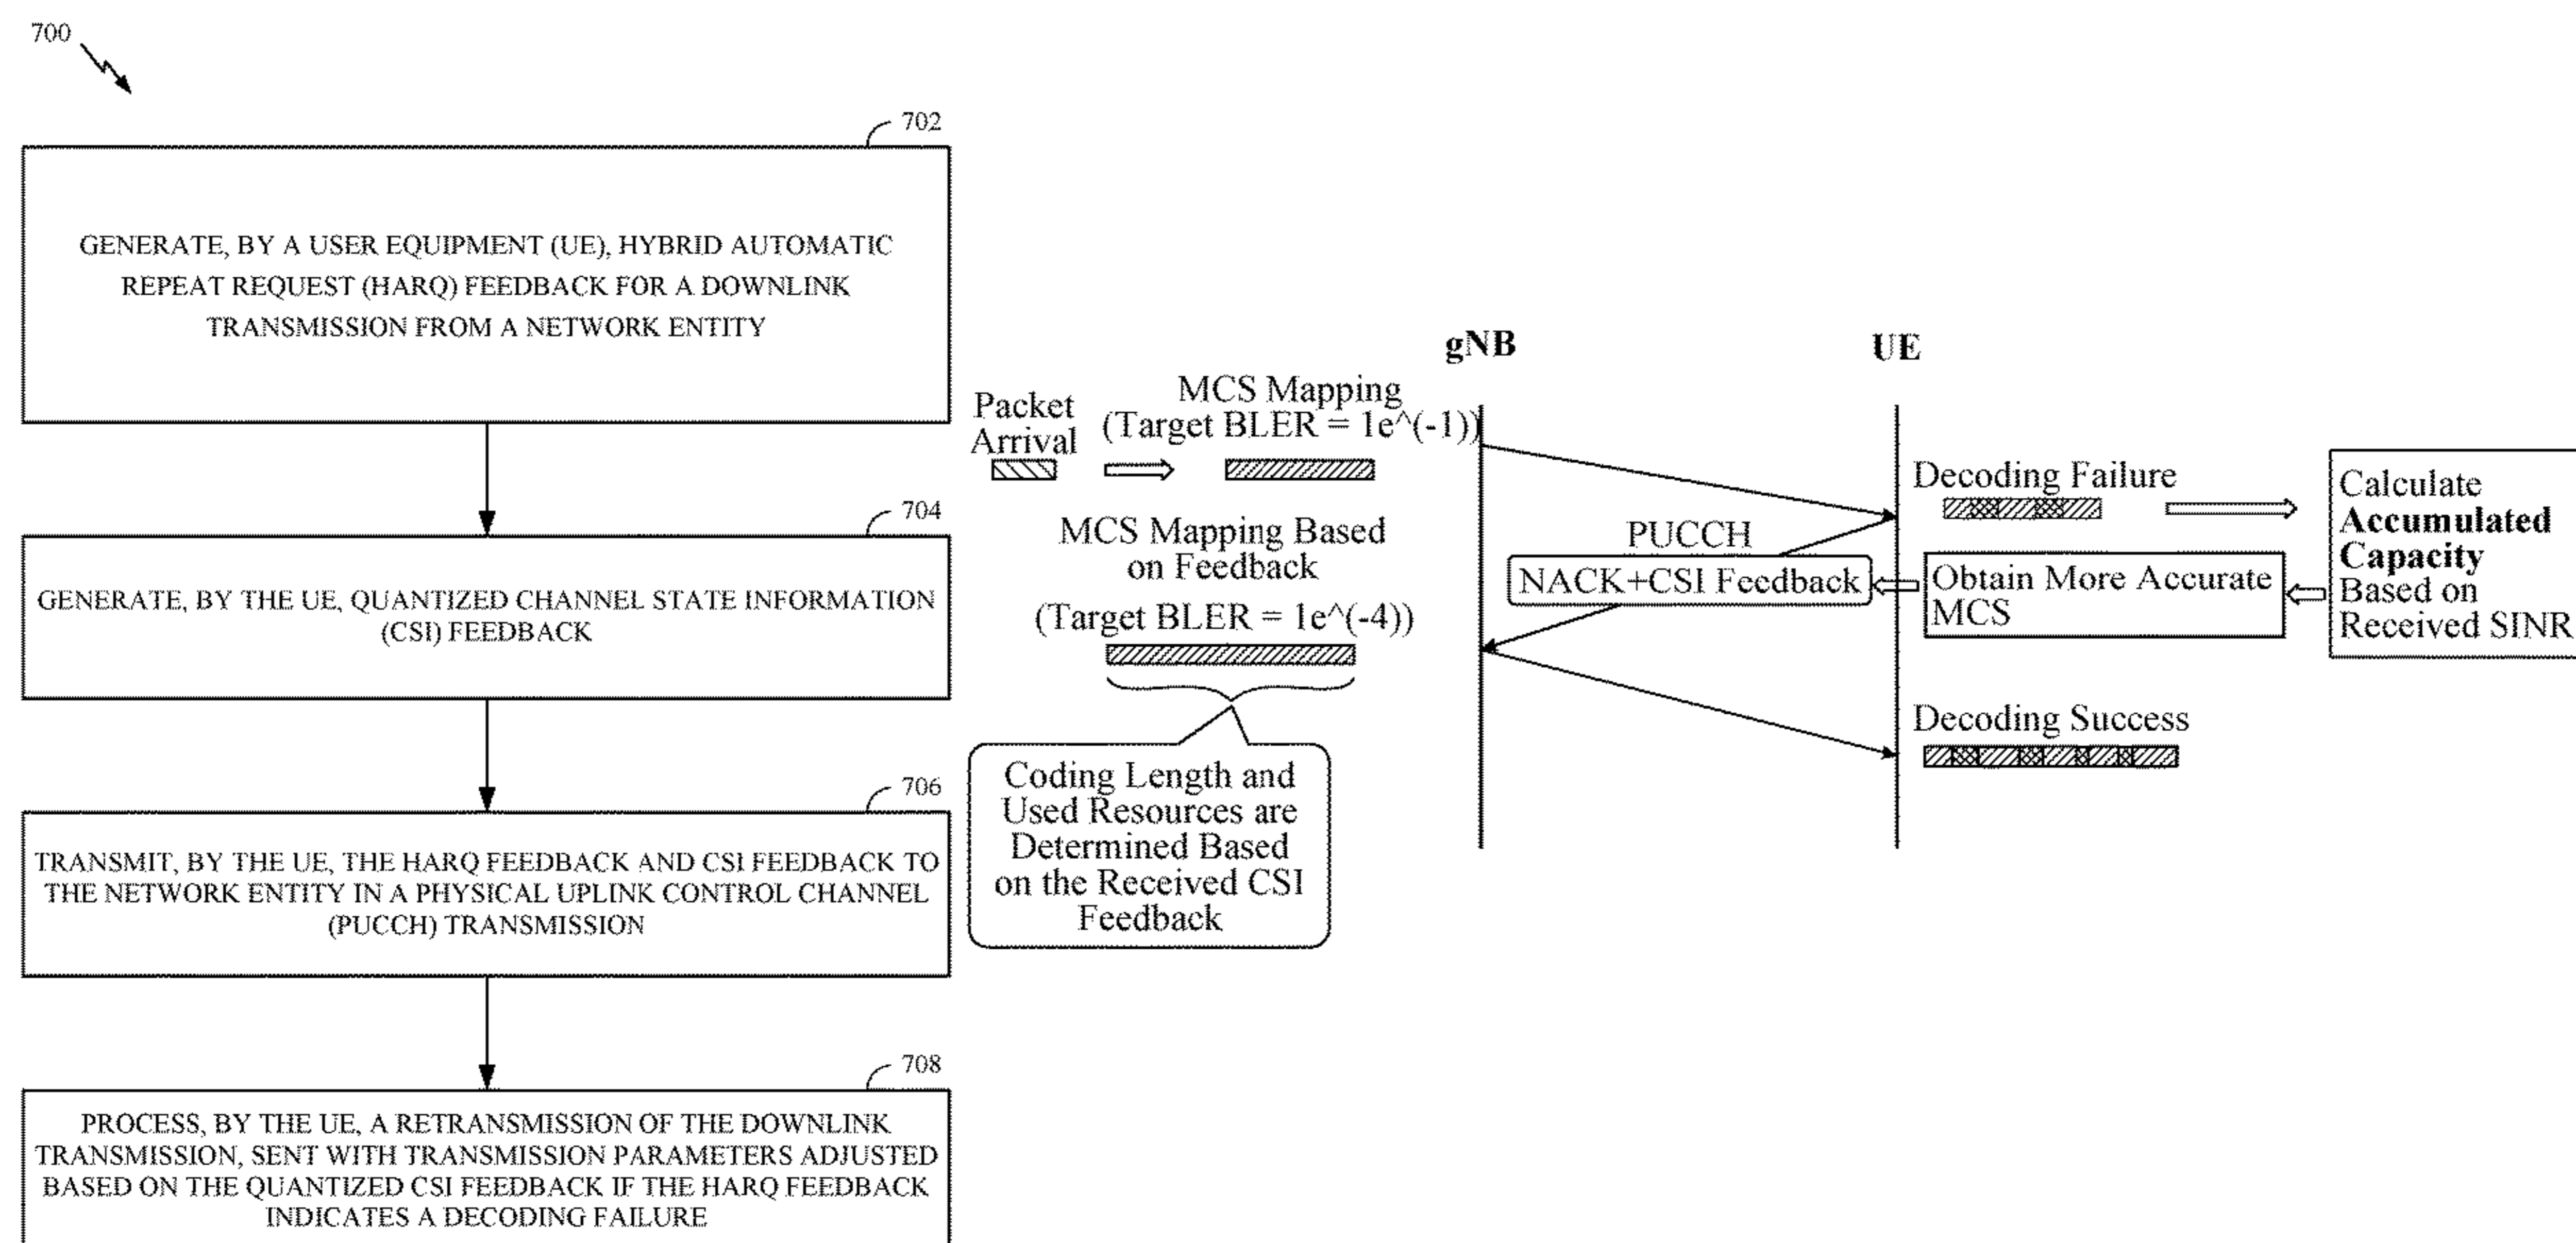 700
702
GENERATE, BY A USER EQUIPMENT (UE), HYBRID AUTOMATIC
REPEAT REQUEST (HARQ) FEEDBACK FOR A DOWNLINK
TRANSMISSION FROM A NETWORK ENTITY
704
GENERATE, BY THE UE, QUANTIZED CHANNEL STATE INFORMATION
(CSI) FEEDBACK
706
TRANSMIT, BY THE UE, THE HARQ FEEDBACK AND CSI FEEDBACK TO
THE NETWORK ENTITY IN A PHYSICAL UPLINK CONTROL CHANNEL
(PUCCH) TRANSMISSION
708
PROCESS, BY THE UE, A RETRANSMISSION OF THE DOWNLINK
TRANSMISSION, SENT WITH TRANSMISSION PARAMETERS ADJUSTED
BASED ON THE QUANTIZED CSI FEEDBACK IF THE HARQ FEEDBACK
INDICATES A DECODING FAILURE
gNB
UE
Packet
Arrival
MCS Mapping
(Target BLER = 1e^(-1))
MCS Mapping Based
on Feedback
(Target BLER = 1e^(-4))
Coding Length and
Used Resources are
Determined Based
on the Received CSI
Feedback
PUCCH
NACK+CSI Feedback
Decoding Failure
Obtain More Accurate
MCS
Calculate
Accumulated
Capacity
Based on
Received SINR
Decoding Success